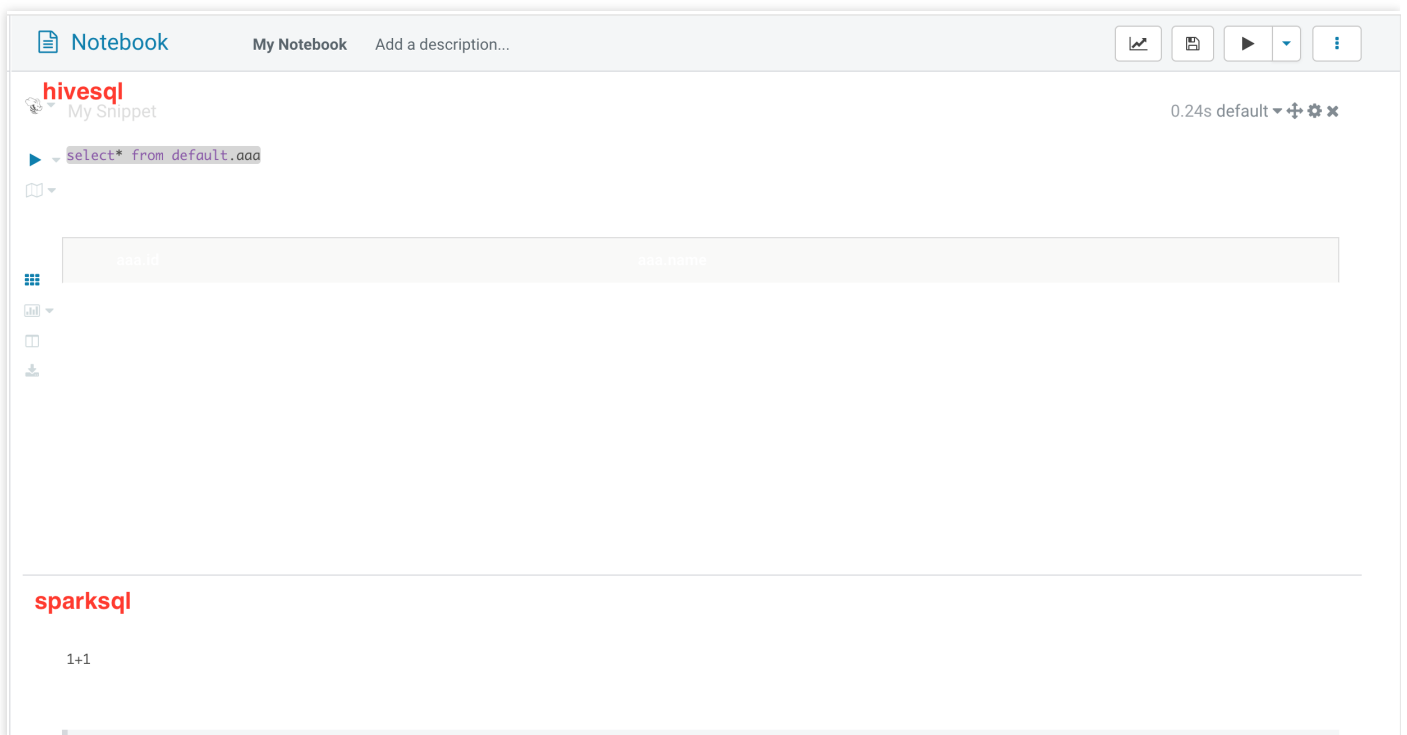 Notebook
My Notebook
Add a description...
hivesql
My Snippet
0.24s default
select* from default.aaa
aaa.id
aaa.name
sparksql
1+1